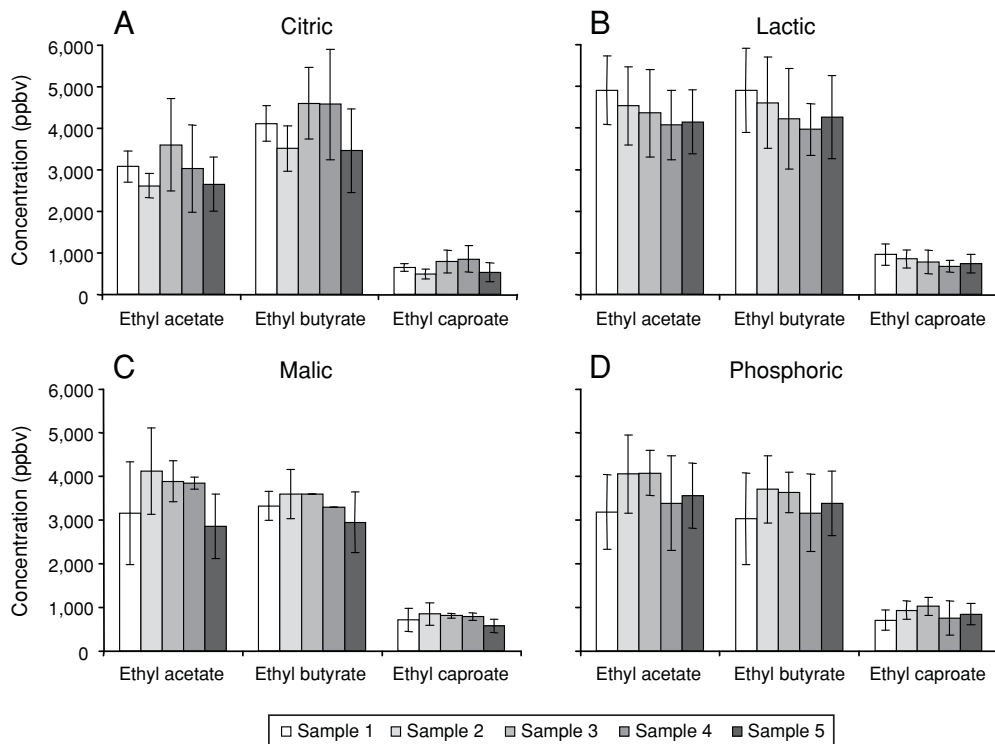 A
Citric
Concentration (ppbv)
6,000
5,000
4,000
3,000
2,000
1,000
0
Ethyl acetate Ethyl butyrate Ethyl caproate
B
Lactic
Ethyl acetate Ethyl butyrate Ethyl caproate
C
Malic
Concentration (ppbv)
6,000
5,000
4,000
3,000
2,000
1,000
0
Ethyl acetate Ethyl butyrate Ethyl caproate
D
Phosphoric
Ethyl acetate Ethyl butyrate Ethyl caproate
Sample 1 Sample 2 Sample 3 Sample 4 Sample 5